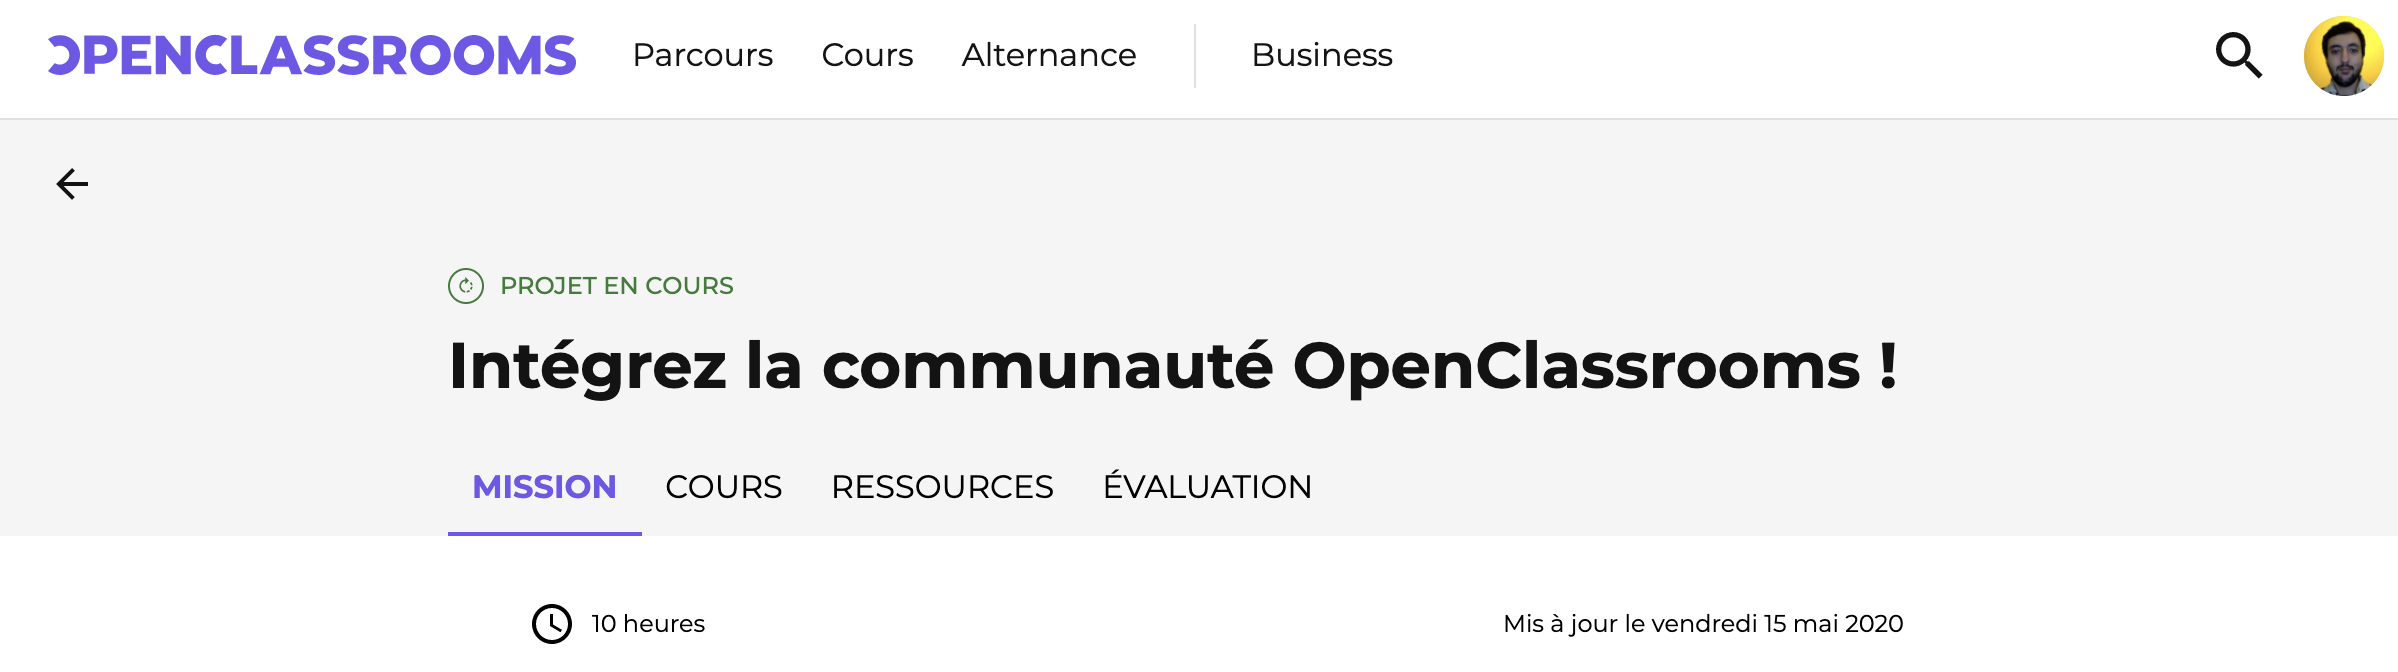 OPENCLASSROOMS Parcours Cours Alternance Business
PROJET EN COURS
Intégrez la communauté OpenClassrooms !
MISSION COURS RESSOURCES ÉVALUATION
10 heures Mis à jour le vendredi 15 mai 2020